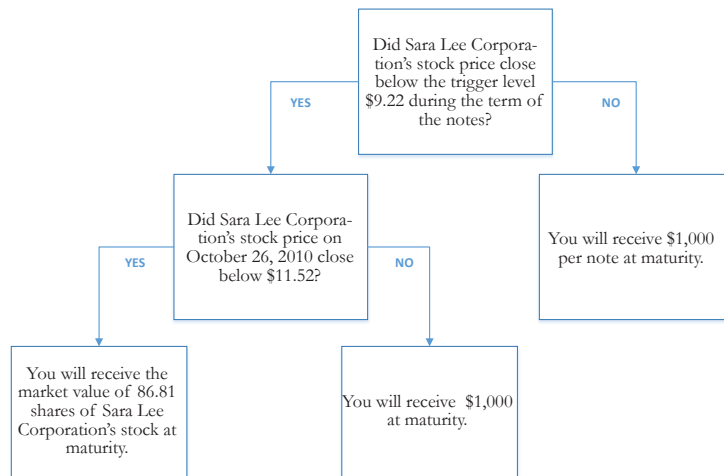 Did Sara Lee Corpora-
tion's stock price close
below the trigger level
$9.22 during the term of
the notes?
YES
NO
Did Sara Lee Corpora-
tion's stock price on
October 26, 2010 close
below $11.52?
You will receive $1,000
per note at maturity.
YES
NO
You will receive the
market value of 86.81
shares of Sara Lee
Corporation's stock at
maturity.
You will receive $1,000
at maturity.